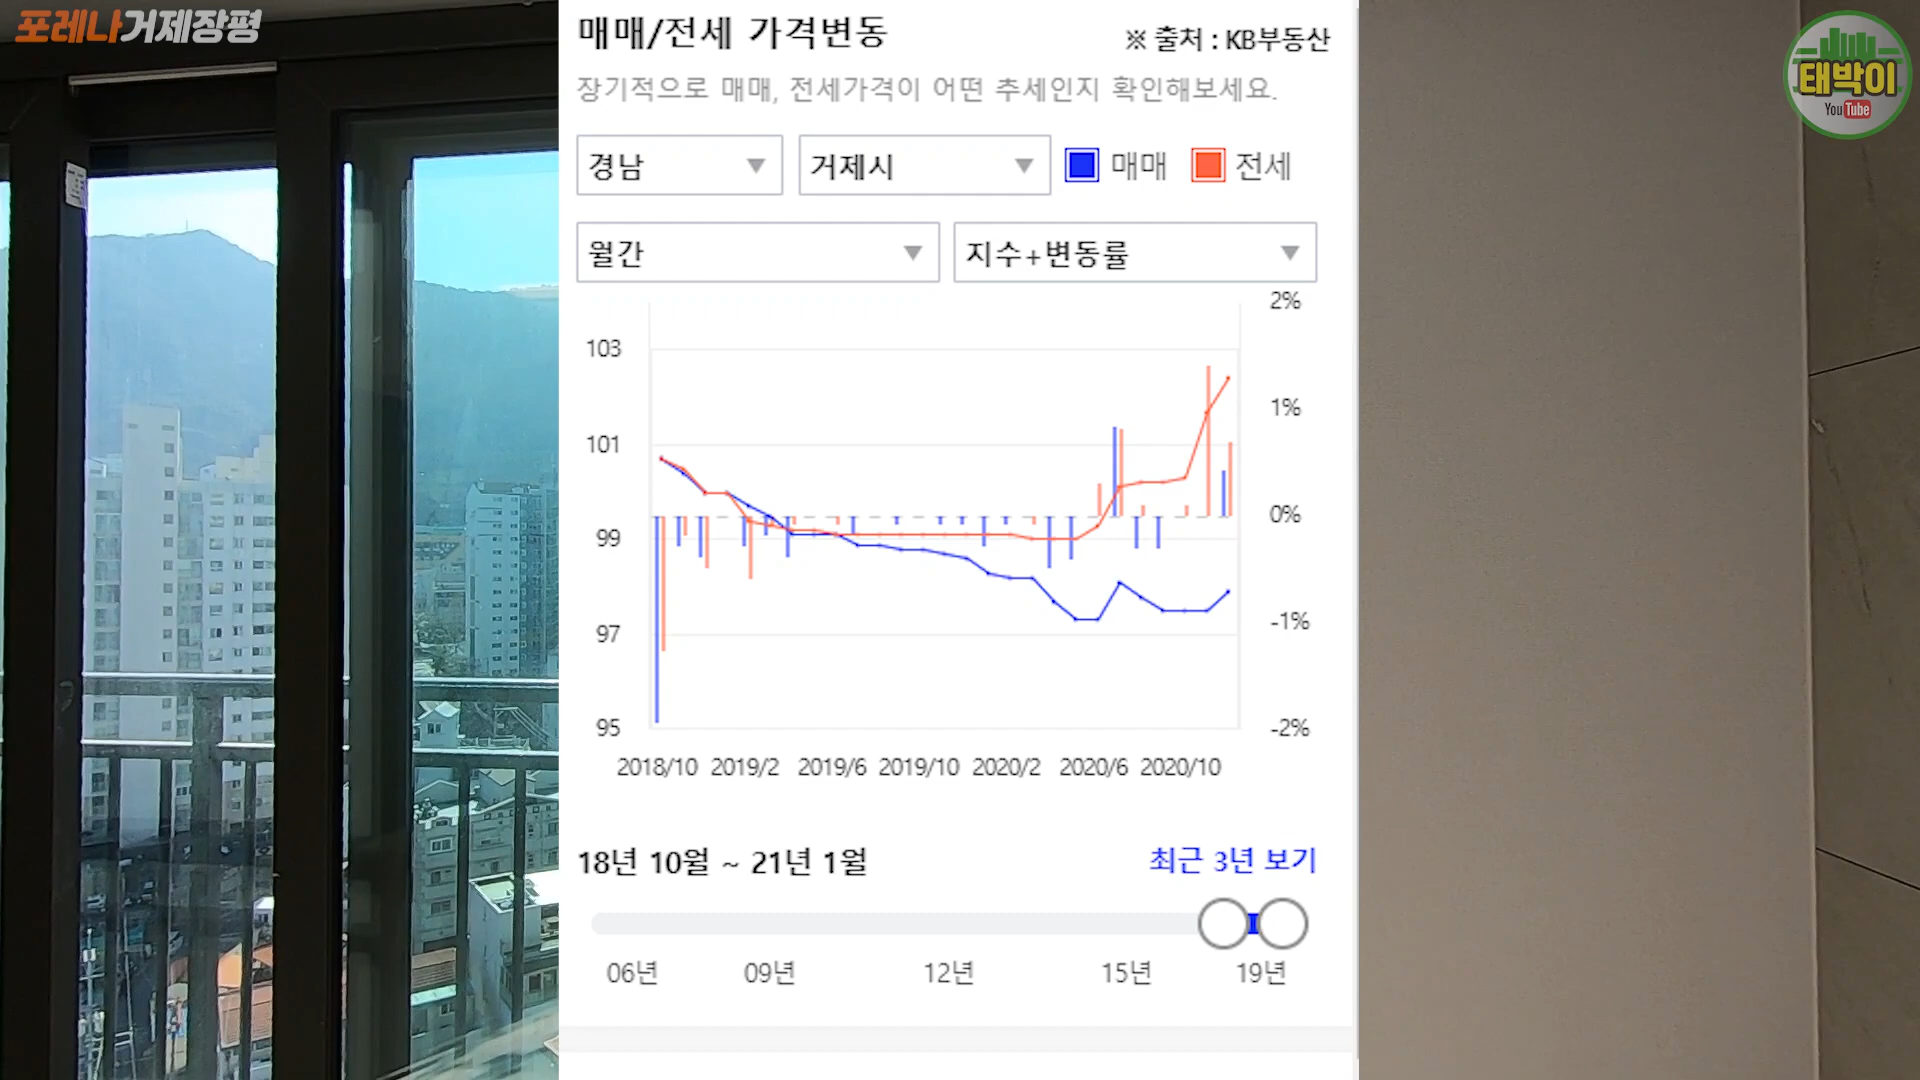 포레나거제장평
매매/전세 가격변동
※ 출처 : KB부동산
태박이
YouTube
장기적으로 매매, 전세가격이 어떤 추세인지 확인해보세요.
경남 거제시 매매 전세
월간 지수+변동률
2%
103
1%
101
0%
99
-1%
97
95
-2%
2018/10 2019/2 2019/6 2019/10 2020/2 2020/6 2020/10
18년 10월 ~ 21년 1월 최근 3년 보기
06년 09년 12년 15년 19년